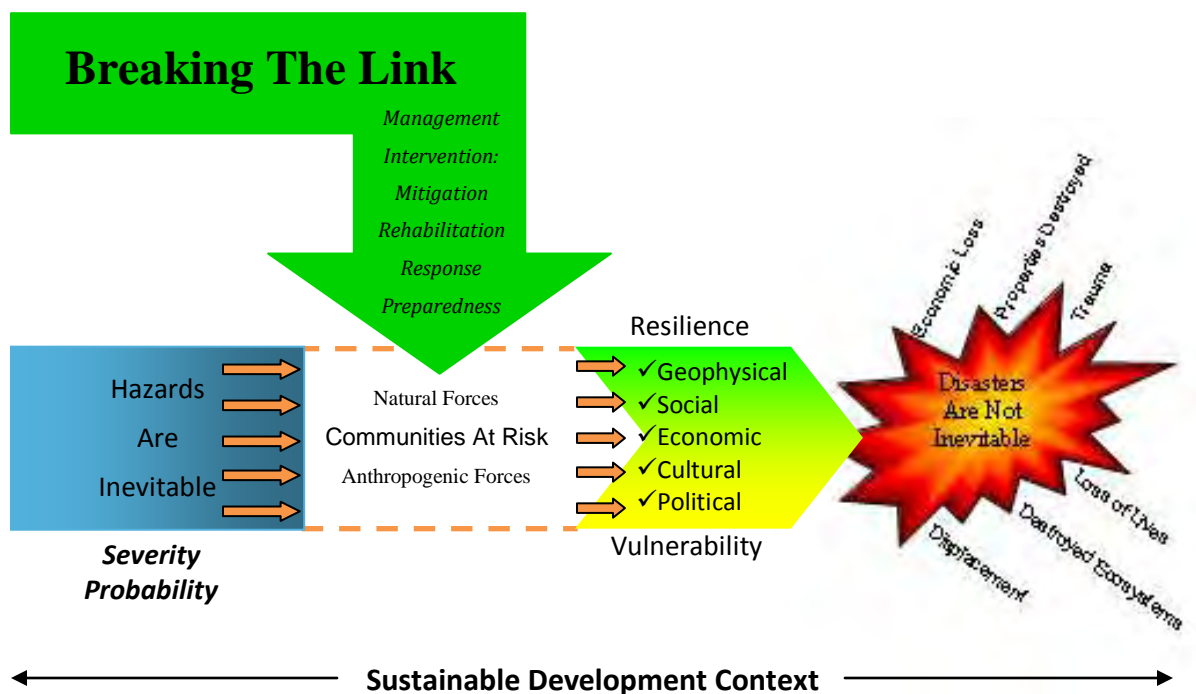 Breaking The Link
Management
Intervention:
Mitigation
Rehabilitation
Response
Preparedness
Hazards
Are
Inevitable
Severity
Probability
Natural Forces
Communities At Risk
Anthropogenic Forces
Resilience
✓Geophysical
✓Social
✓Economic
✓Cultural
✓Political
Vulnerability
Economic Loss
Properties Destroyed
Trauma
Disasters
Are Not
Inevitable
Loss of Lives
Destroyed Ecosystems
Displacement
Sustainable Development Context